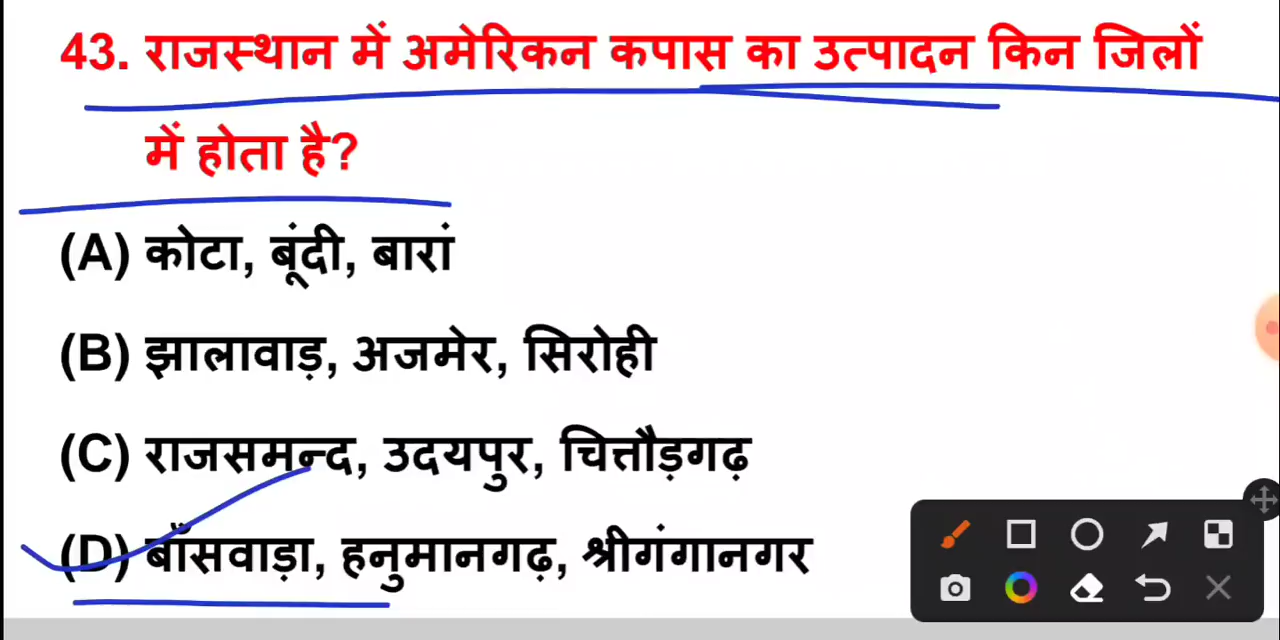 43. राजस्थान में अमेरिकन कपास का उत्पादन किन जिलों
में होता है?
(A) कोटा, बूंदी, बारां
(B) झालावाड़, अजमेर, सिरोही
(C) राजसमन्द, उदयपुर, चित्तौड़गढ़
(D) बाँसवाड़ा, हनुमानगढ़, श्रीगंगानगर